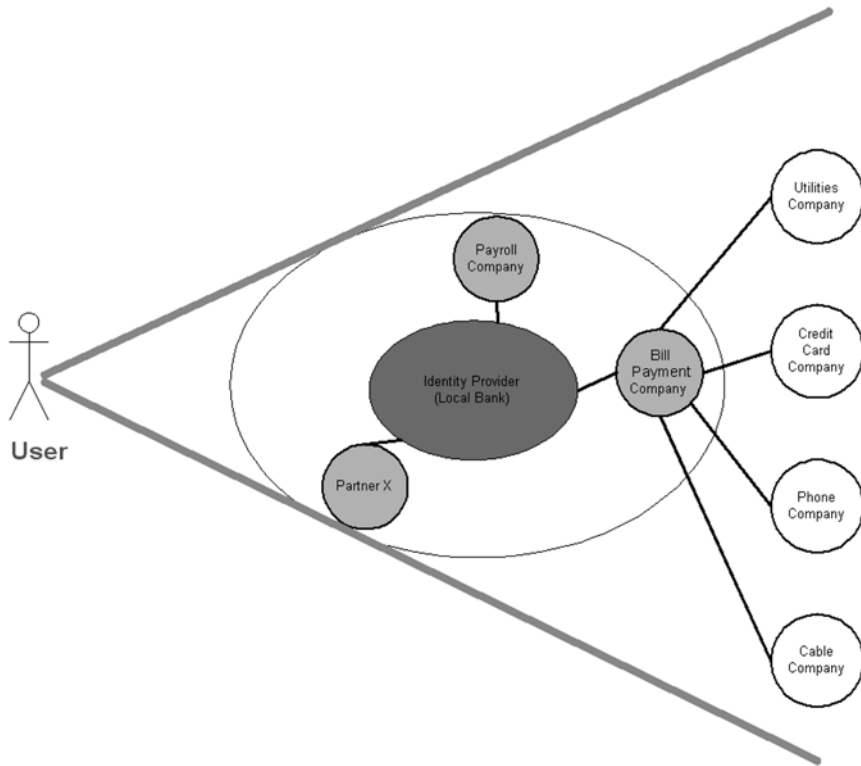 Utilities
Company
Payroll
Company
Credit
Card
Company
Bill
Payment
Company
Identity Provider
(Local Bank)
User
Partner X
Phone
Company
Cable
Company